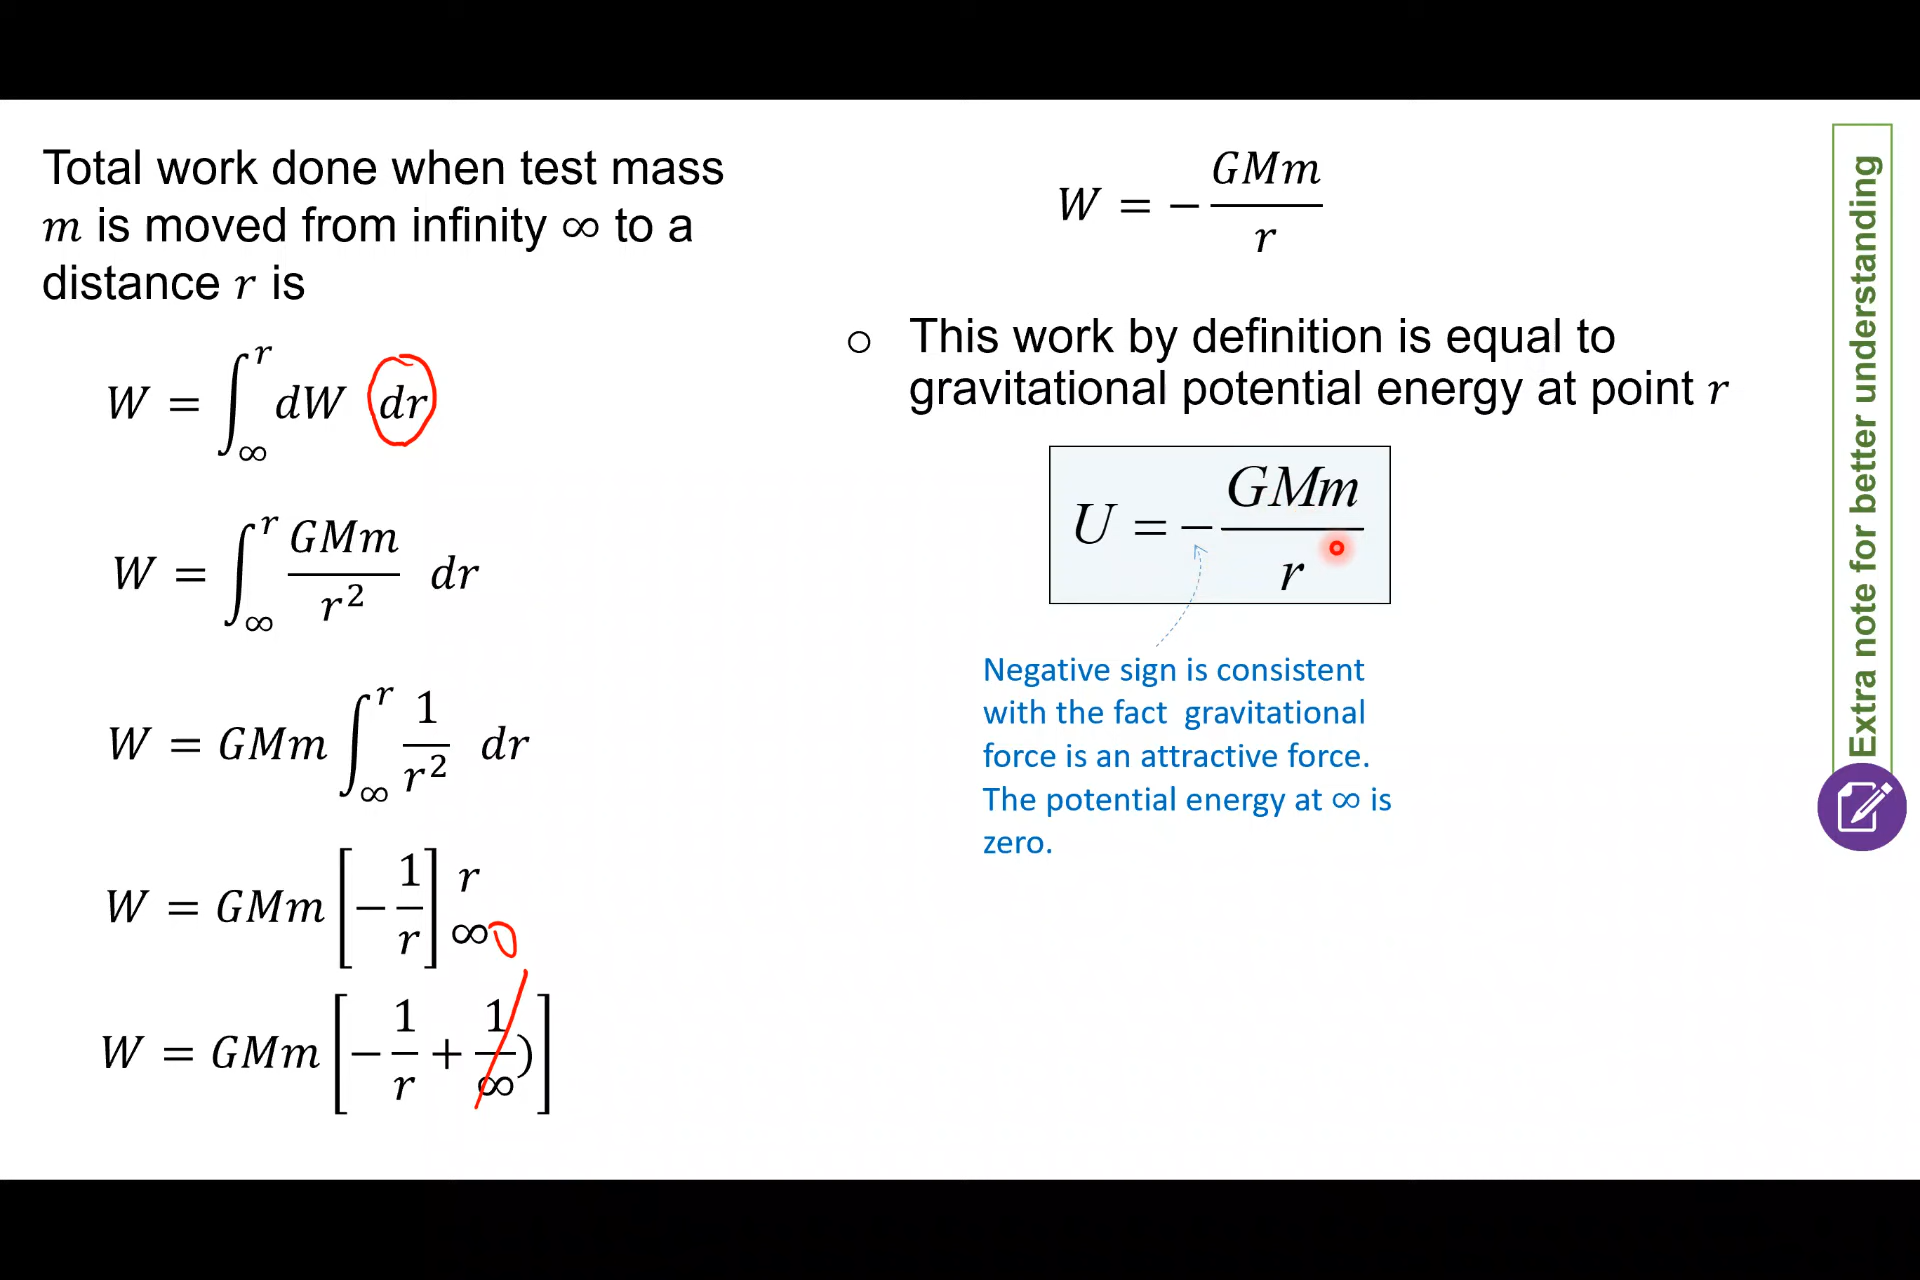 Total work done when test mass
m is moved from infinity ∞ to a
distance r is
W = ∫_∞^r dW dr
W = ∫_∞^r GMm/r² dr
W = GMm ∫_∞^r 1/r² dr
W = GMm [−1/r]_∞^r
0
W = GMm [−1/r + 1/∞)]
W = − GMm/r
○ This work by definition is equal to
gravitational potential energy at point r
U = − GMm/r
Negative sign is consistent
with the fact gravitational
force is an attractive force.
The potential energy at ∞ is
zero.
Extra note for better understanding